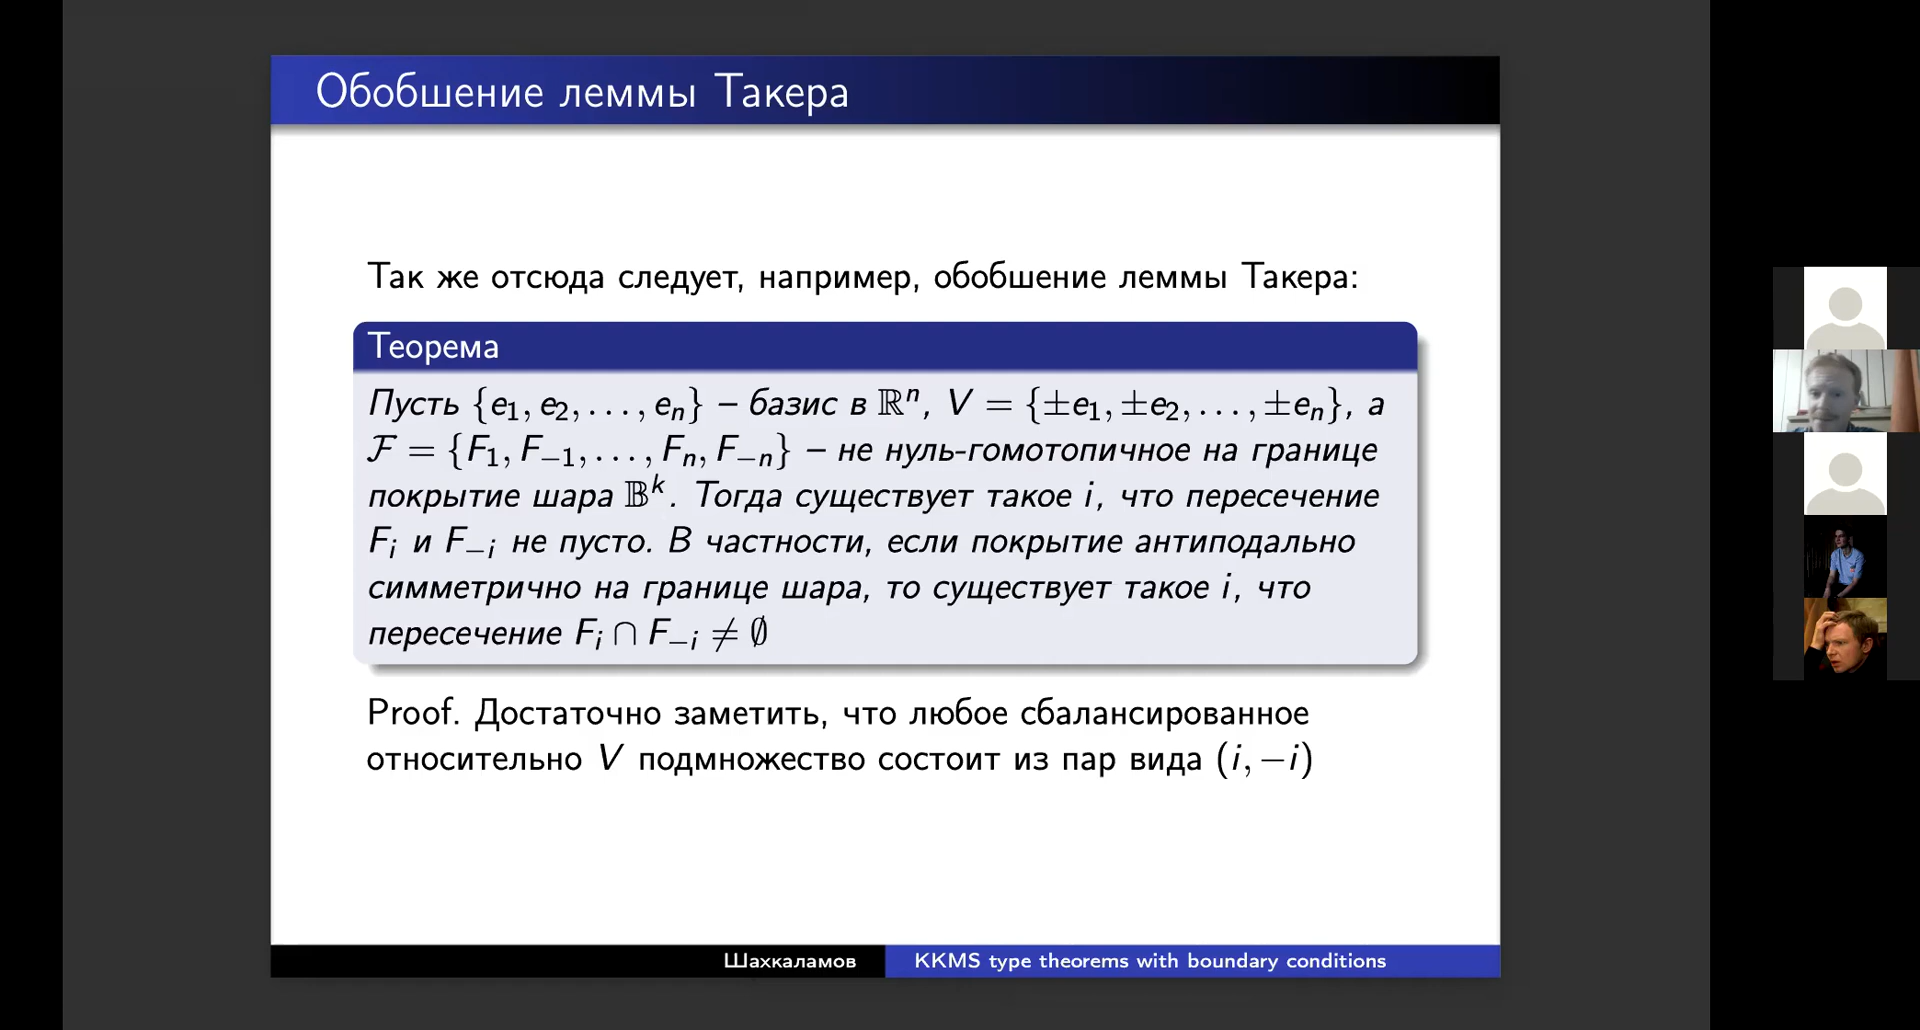 Обобшение леммы Такера
Так же отсюда следует, например, обобшение леммы Такера:
Теорема
Пусть {e₁, e₂, . . . , eₙ} – базис в ℝⁿ, V = {±e₁, ±e₂, . . . , ±eₙ}, а
ℱ = {F₁, F₋₁, . . . , Fₙ, F₋ₙ} – не нуль-гомотопичное на границе
покрытие шара 𝔹ᵏ. Тогда существует такое i, что пересечение
Fᵢ и F₋ᵢ не пусто. В частности, если покрытие антиподально
симметрично на границе шара, то существует такое i, что
пересечение Fᵢ ∩ F₋ᵢ ≠ ∅
Proof. Достаточно заметить, что любое сбалансированное
относительно V подмножество состоит из пар вида (i, −i)
Шахкаламов KKMS type theorems with boundary conditions